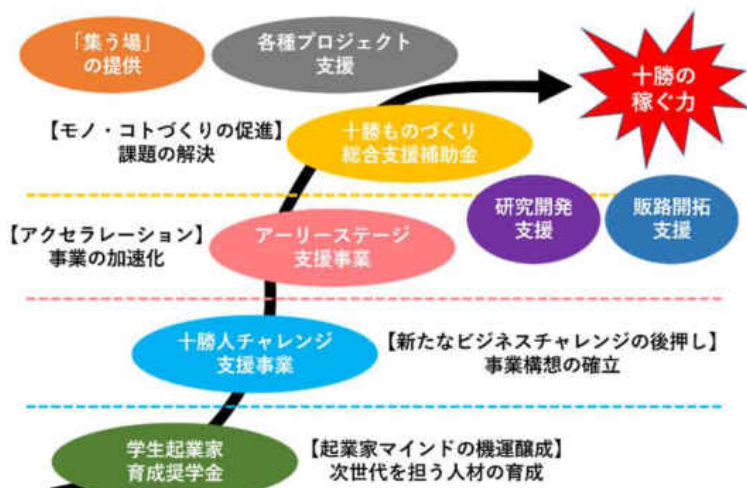 「集う場」
の提供
各種プロジェクト
支援
十勝の
稼ぐ力
【モノ・コトづくりの促進】
課題の解決
十勝ものづくり
総合支援補助金
研究開発
支援
販路開拓
支援
【アクセラレーション】
事業の加速化
アーリーステージ
支援事業
十勝人チャレンジ
支援事業
【新たなビジネスチャレンジの後押し】
事業構想の確立
学生起業家
育成奨学金
【起業家マインドの機運醸成】
次世代を担う人材の育成